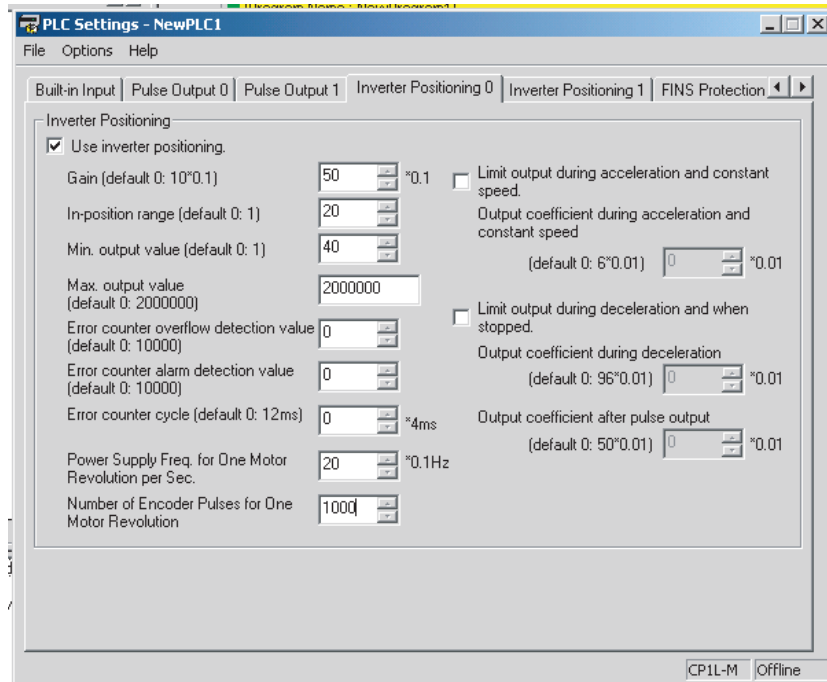 [Program Name : NewProgram1]
PLC Settings - NewPLC1
File Options Help
Built-in Input Pulse Output 0 Pulse Output 1 Inverter Positioning 0 Inverter Positioning 1 FINS Protection
Inverter Positioning
Use inverter positioning.
Gain (default 0: 10*0.1) 50 *0.1
In-position range (default 0: 1) 20
Min. output value (default 0: 1) 40
Max. output value
(default 0: 2000000) 2000000
Error counter overflow detection value
(default 0: 10000) 0
Error counter alarm detection value
(default 0: 10000) 0
Error counter cycle (default 0: 12ms) 0 *4ms
Power Supply Freq. for One Motor
Revolution per Sec. 20 *0.1Hz
Number of Encoder Pulses for One
Motor Revolution 1000
Limit output during acceleration and constant
speed.
Output coefficient during acceleration and
constant speed
(default 0: 6*0.01) 0 *0.01
Limit output during deceleration and when
stopped.
Output coefficient during deceleration
(default 0: 96*0.01) 0 *0.01
Output coefficient after pulse output
(default 0: 50*0.01) 0 *0.01
CP1L-M Offline